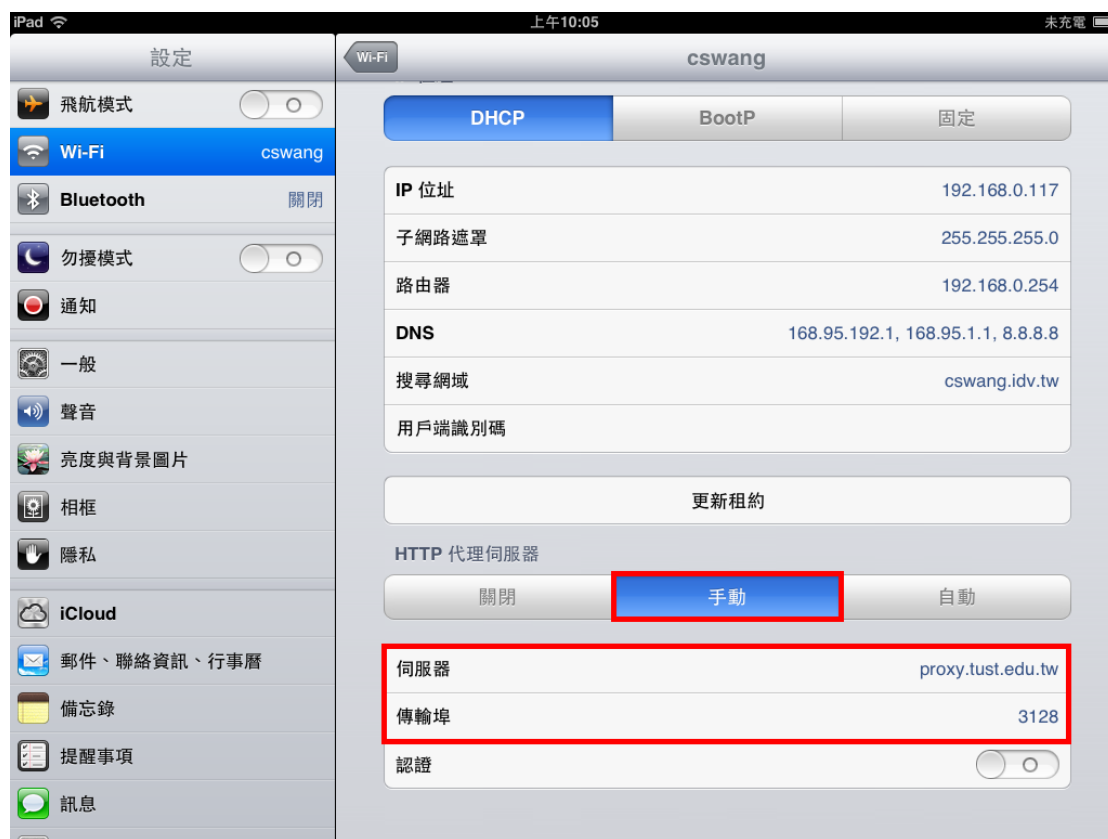 iPad 上午10:05 未充電
設定
飛航模式
Wi-Fi cswang
Bluetooth 關閉
勿擾模式
通知
一般
聲音
亮度與背景圖片
相框
隱私
iCloud
郵件、聯絡資訊、行事曆
備忘錄
提醒事項
訊息
Wi-Fi cswang
DHCP BootP 固定
IP 位址 192.168.0.117
子網路遮罩 255.255.255.0
路由器 192.168.0.254
DNS 168.95.192.1, 168.95.1.1, 8.8.8.8
搜尋網域 cswang.idv.tw
用戶端識別碼
更新租約
HTTP 代理伺服器
關閉 手動 自動
伺服器 proxy.tust.edu.tw
傳輸埠 3128
認證